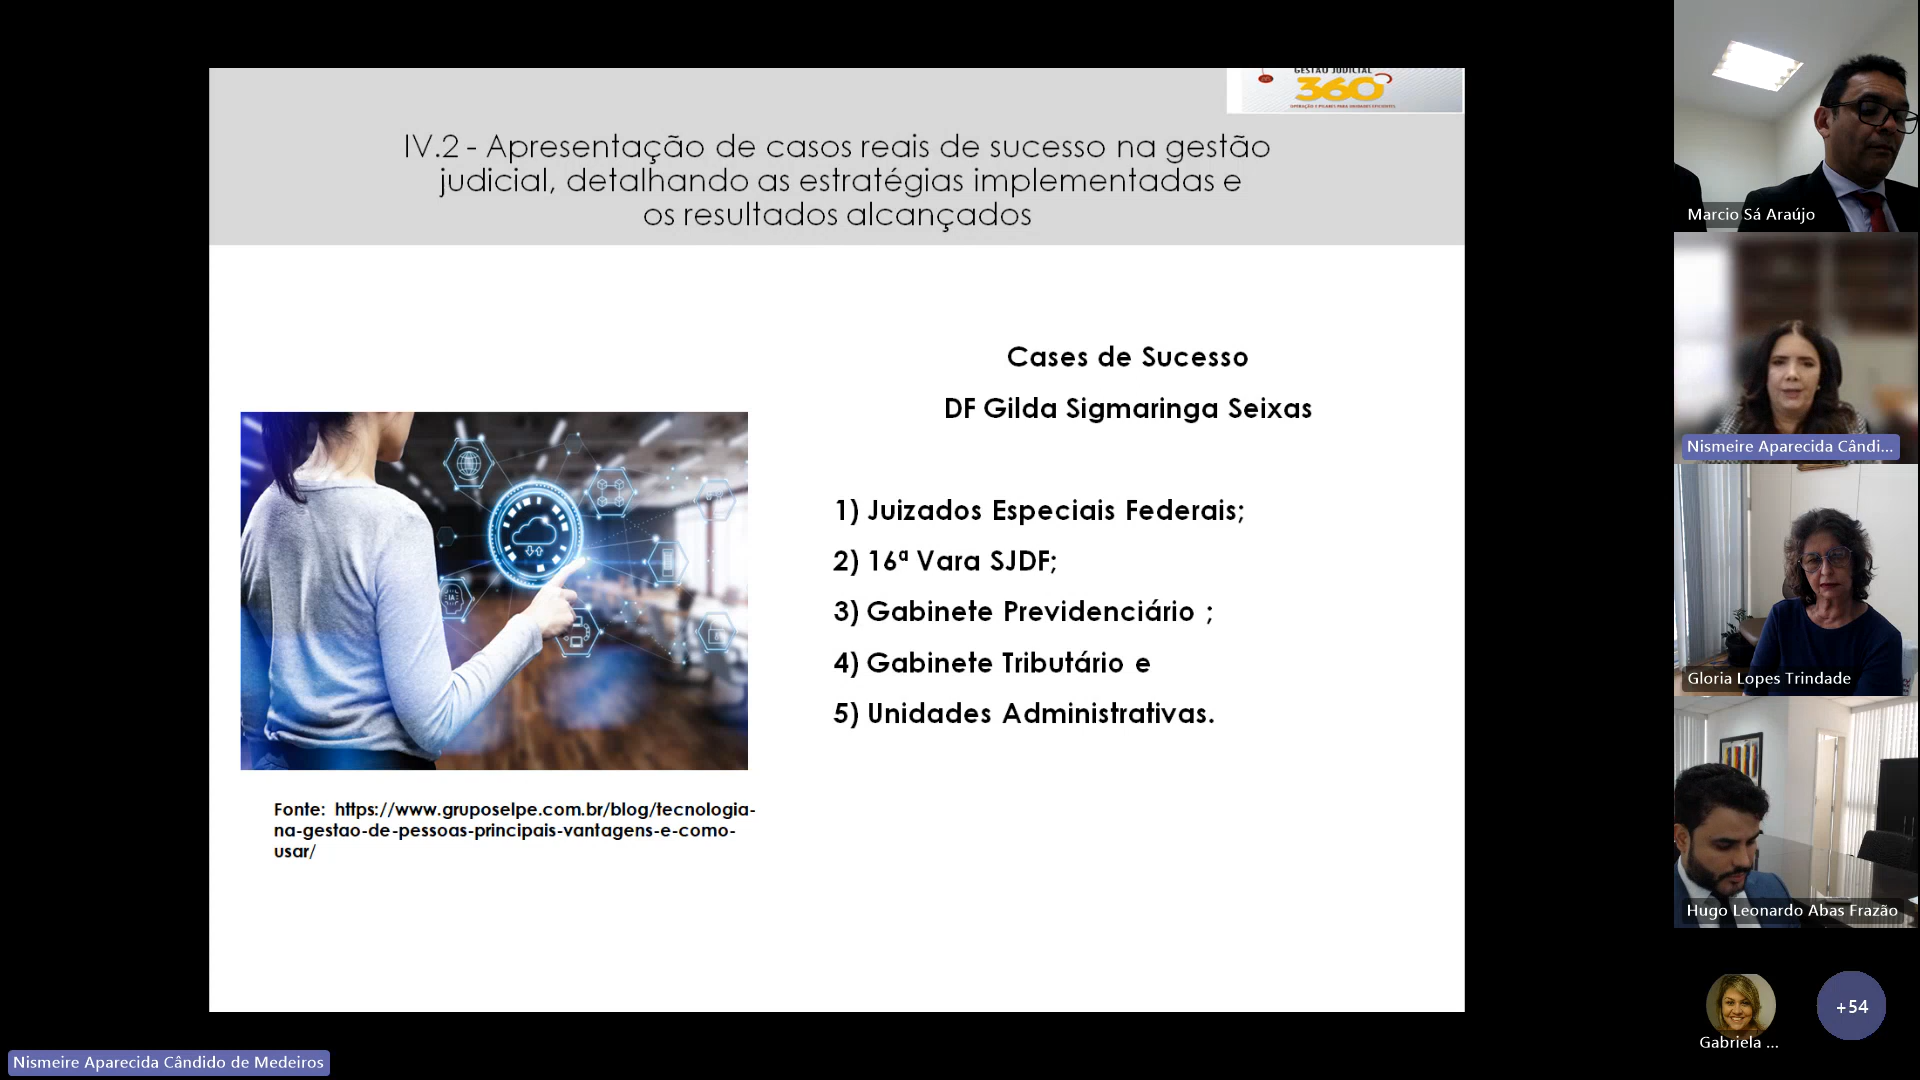 GESTÃO JUDICIAL
360º
IV.2 - Apresentação de casos reais de sucesso na gestão
judicial, detalhando as estratégias implementadas e
os resultados alcançados
Cases de Sucesso
DF Gilda Sigmaringa Seixas
1) Juizados Especiais Federais;
2) 16ª Vara SJDF;
3) Gabinete Previdenciário ;
4) Gabinete Tributário e
5) Unidades Administrativas.
IA
Fonte: https://www.gruposelpe.com.br/blog/tecnologia-
na-gestao-de-pessoas-principais-vantagens-e-como-
usar/
Marcio Sá Araújo
Nismeire Aparecida Cândi...
Gloria Lopes Trindade
Hugo Leonardo Abas Frazão
Gabriela ...
+54
Nismeire Aparecida Cândido de Medeiros